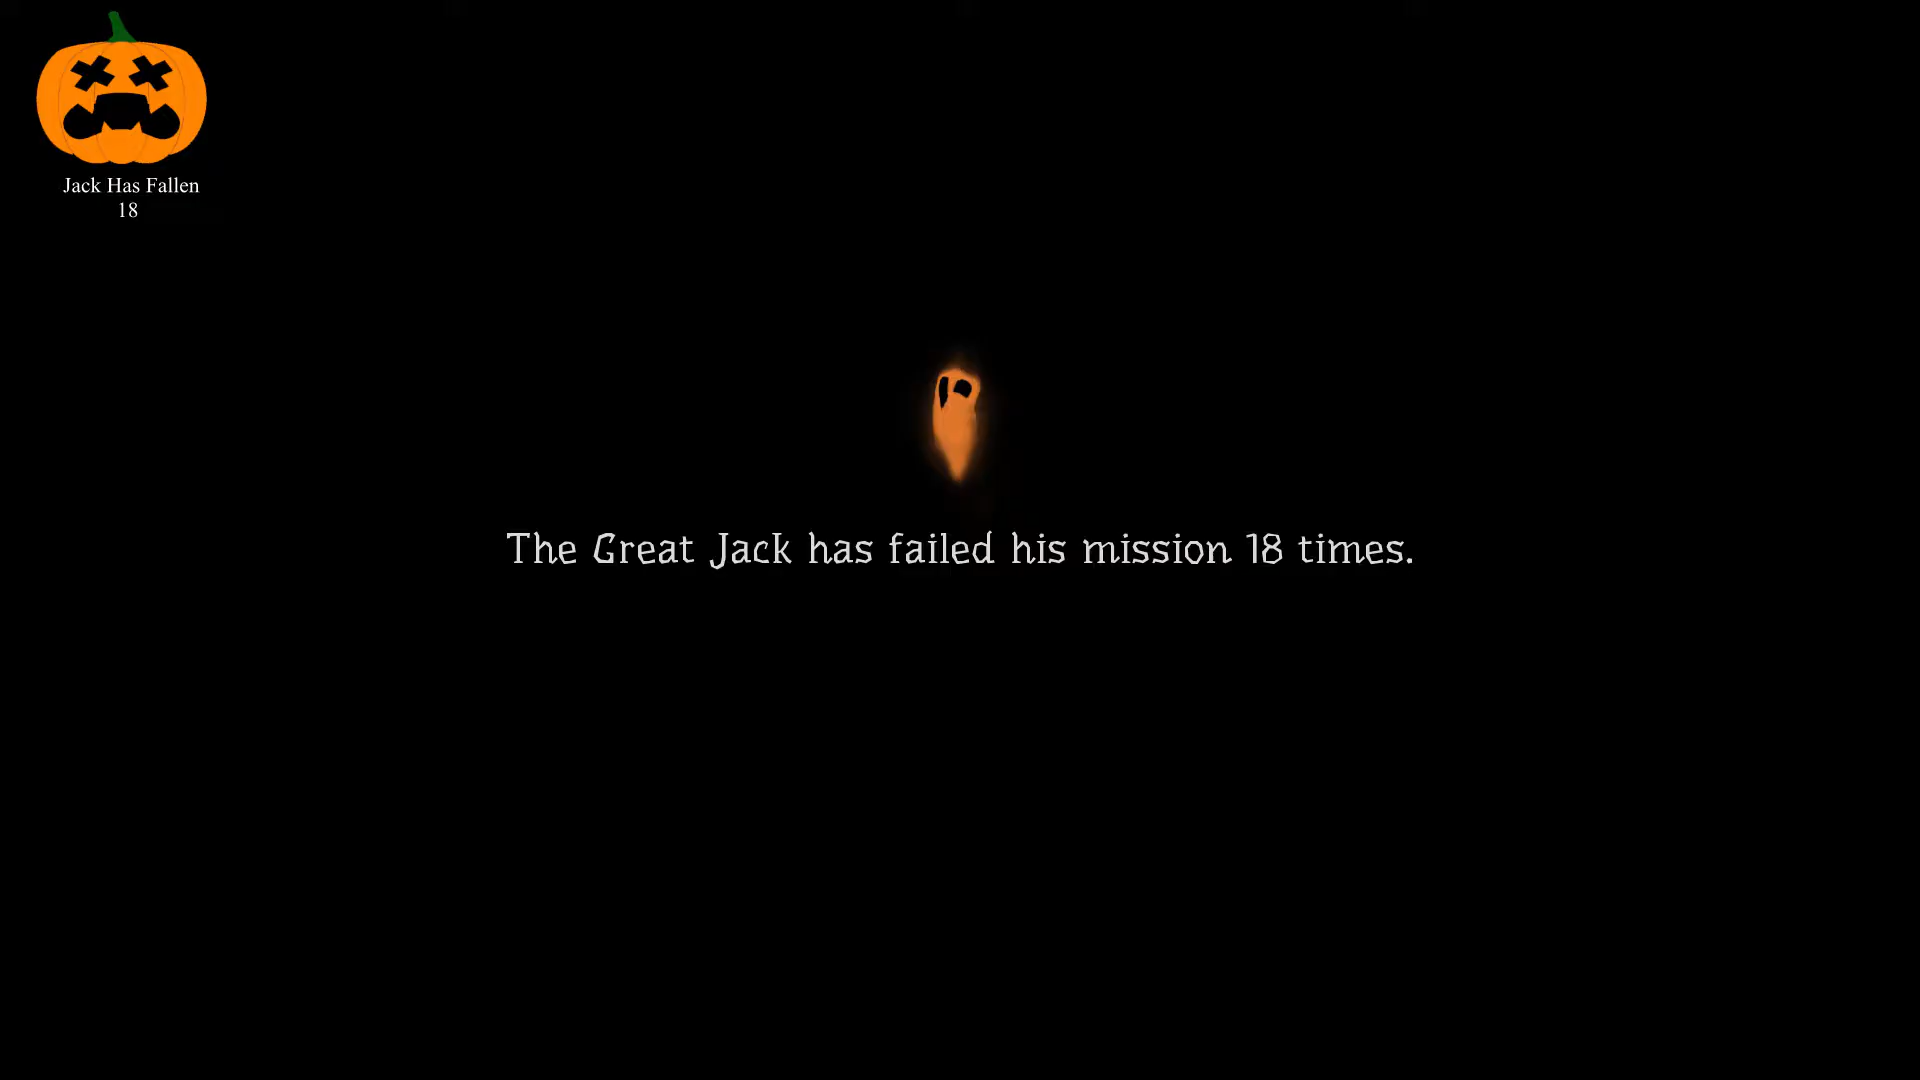 Jack Has Fallen
18
The Great Jack has failed his mission 18 times.